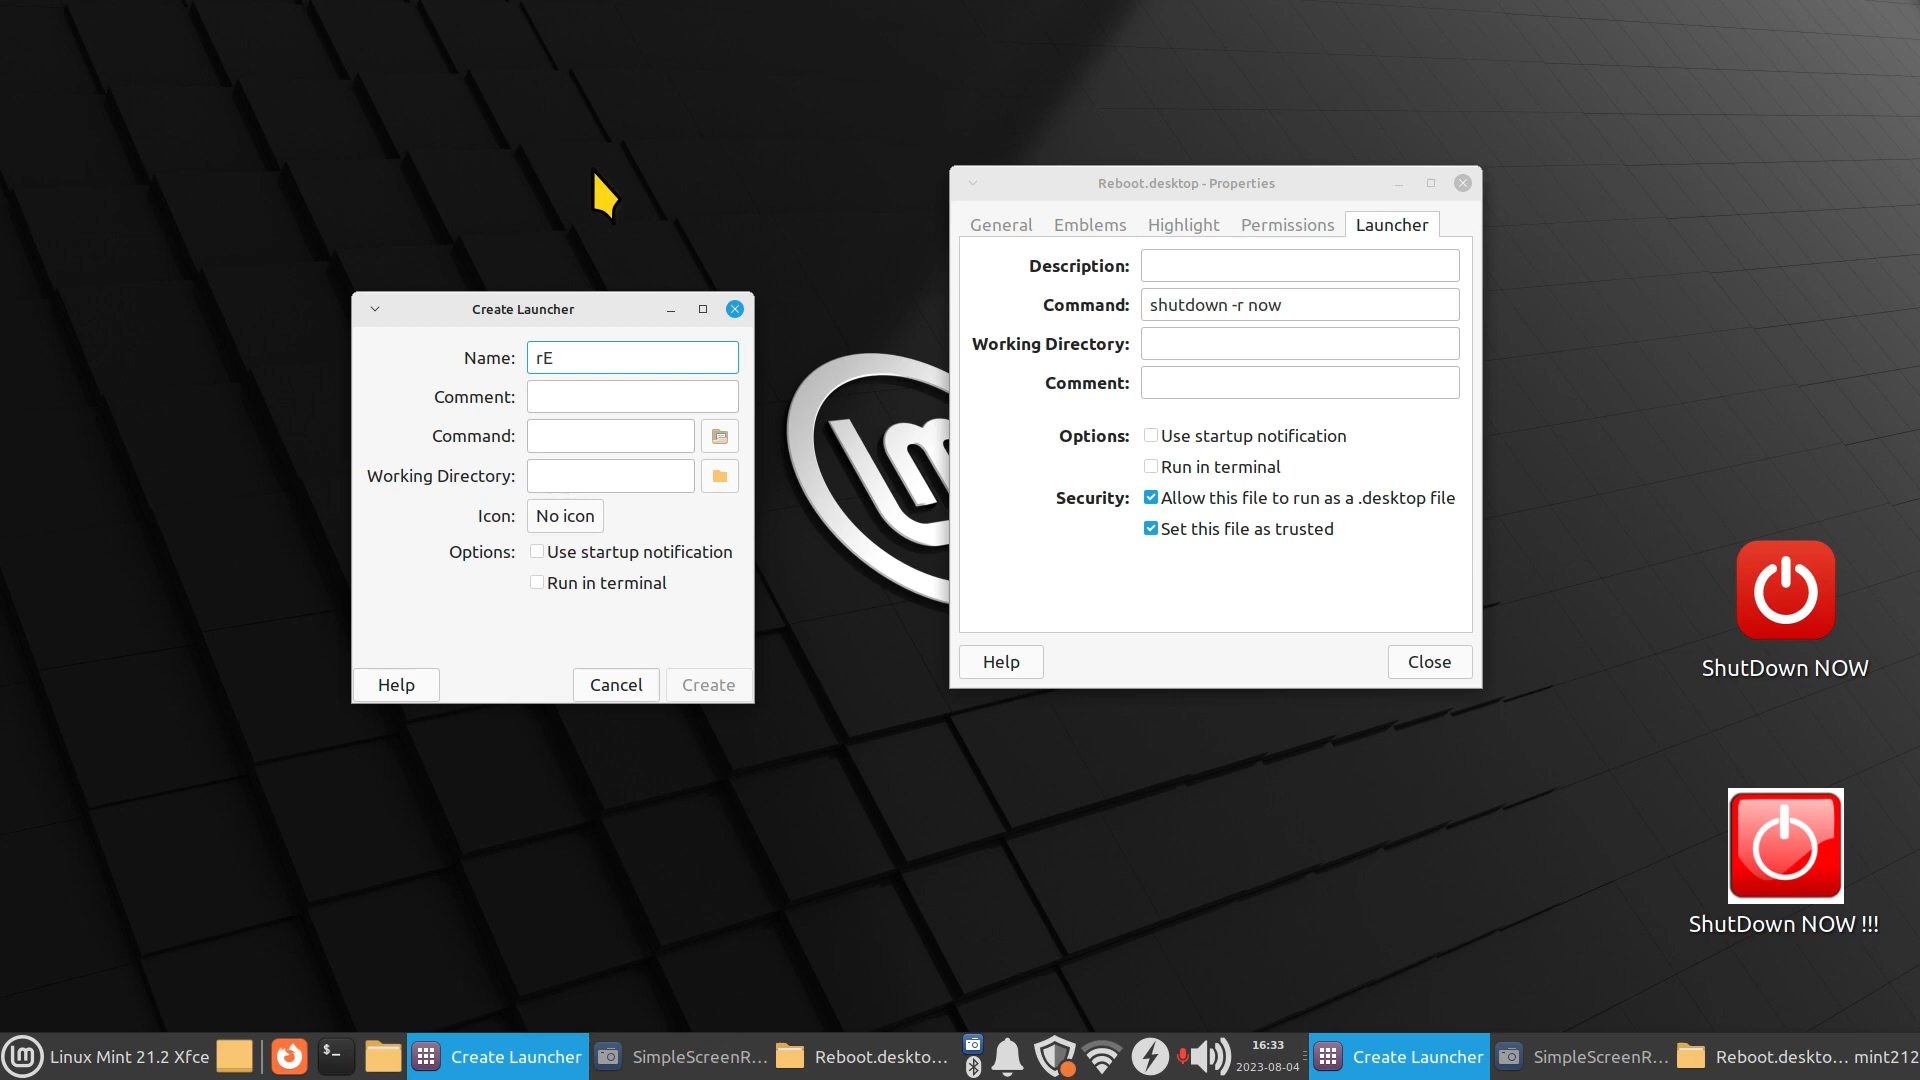 Create Launcher
Name: rE
Comment:
Command:
Working Directory:
Icon: No icon
Options: Use startup notification
Run in terminal
Help Cancel Create
Reboot.desktop - Properties
General Emblems Highlight Permissions Launcher
Description:
Command: shutdown -r now
Working Directory:
Comment:
Options: Use startup notification
Run in terminal
Security: Allow this file to run as a .desktop file
Set this file as trusted
Help Close
ShutDown NOW
ShutDown NOW !!!
Linux Mint 21.2 Xfce $_ Create Launcher SimpleScreenR... Reboot.deskto... 16:33 Create Launcher SimpleScreenR... Reboot.deskto... mint212
2023-08-04